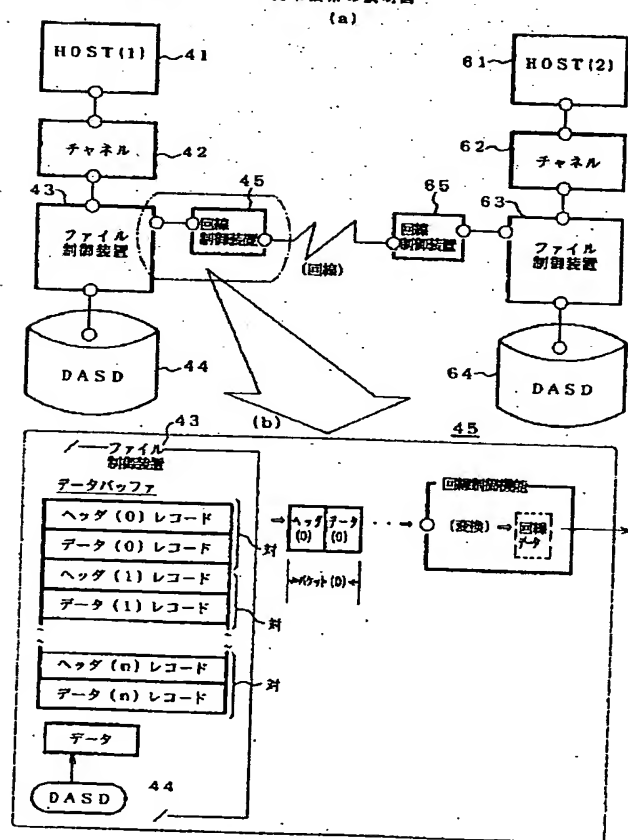 (a)
HOST(1)
41
61
HOST(2)
チャネル
42
62
チャネル
43
45
65
63
ファイル
制御装置
回線
制御装置
(回線)
回線
制御装置
ファイル
制御装置
DASD
44
64
DASD
(b)
43
45
ファイル
制御装置
データバッファ
ヘッダ(0)レコード
データ(0)レコード
対
ヘッダ(1)レコード
データ(1)レコード
対
ヘッダ(n)レコード
データ(n)レコード
対
ヘッダ
(0)
データ
(0)
パケット(0)
回線制御機能
(変換)
回線
データ
データ
DASD
44